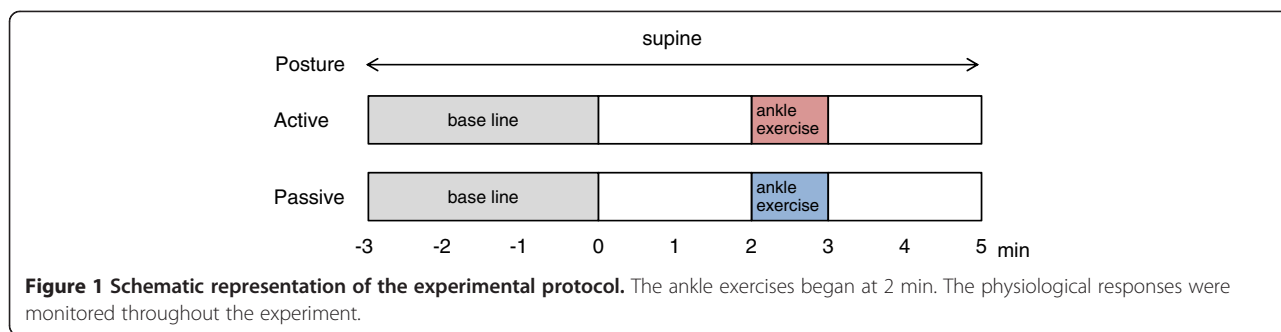 supine
Posture
Active base line ankle exercise
Passive base line ankle exercise
-3 -2 -1 0 1 2 3 4 5 min
Figure 1 Schematic representation of the experimental protocol. The ankle exercises began at 2 min. The physiological responses were
monitored throughout the experiment.